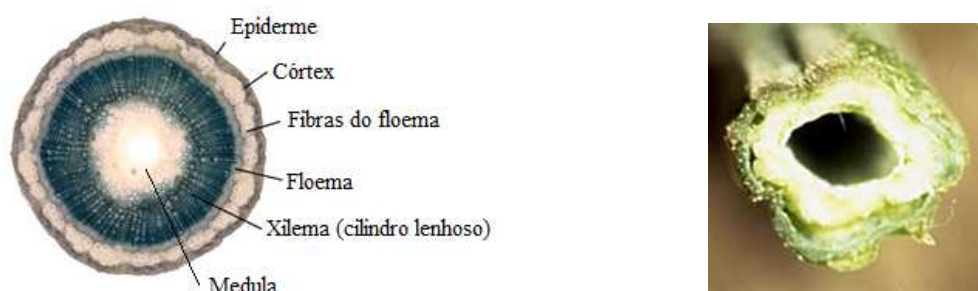 Epiderme
Córtex
Fibras do floema
Floema
Xilema (cilindro lenhoso)
Medula